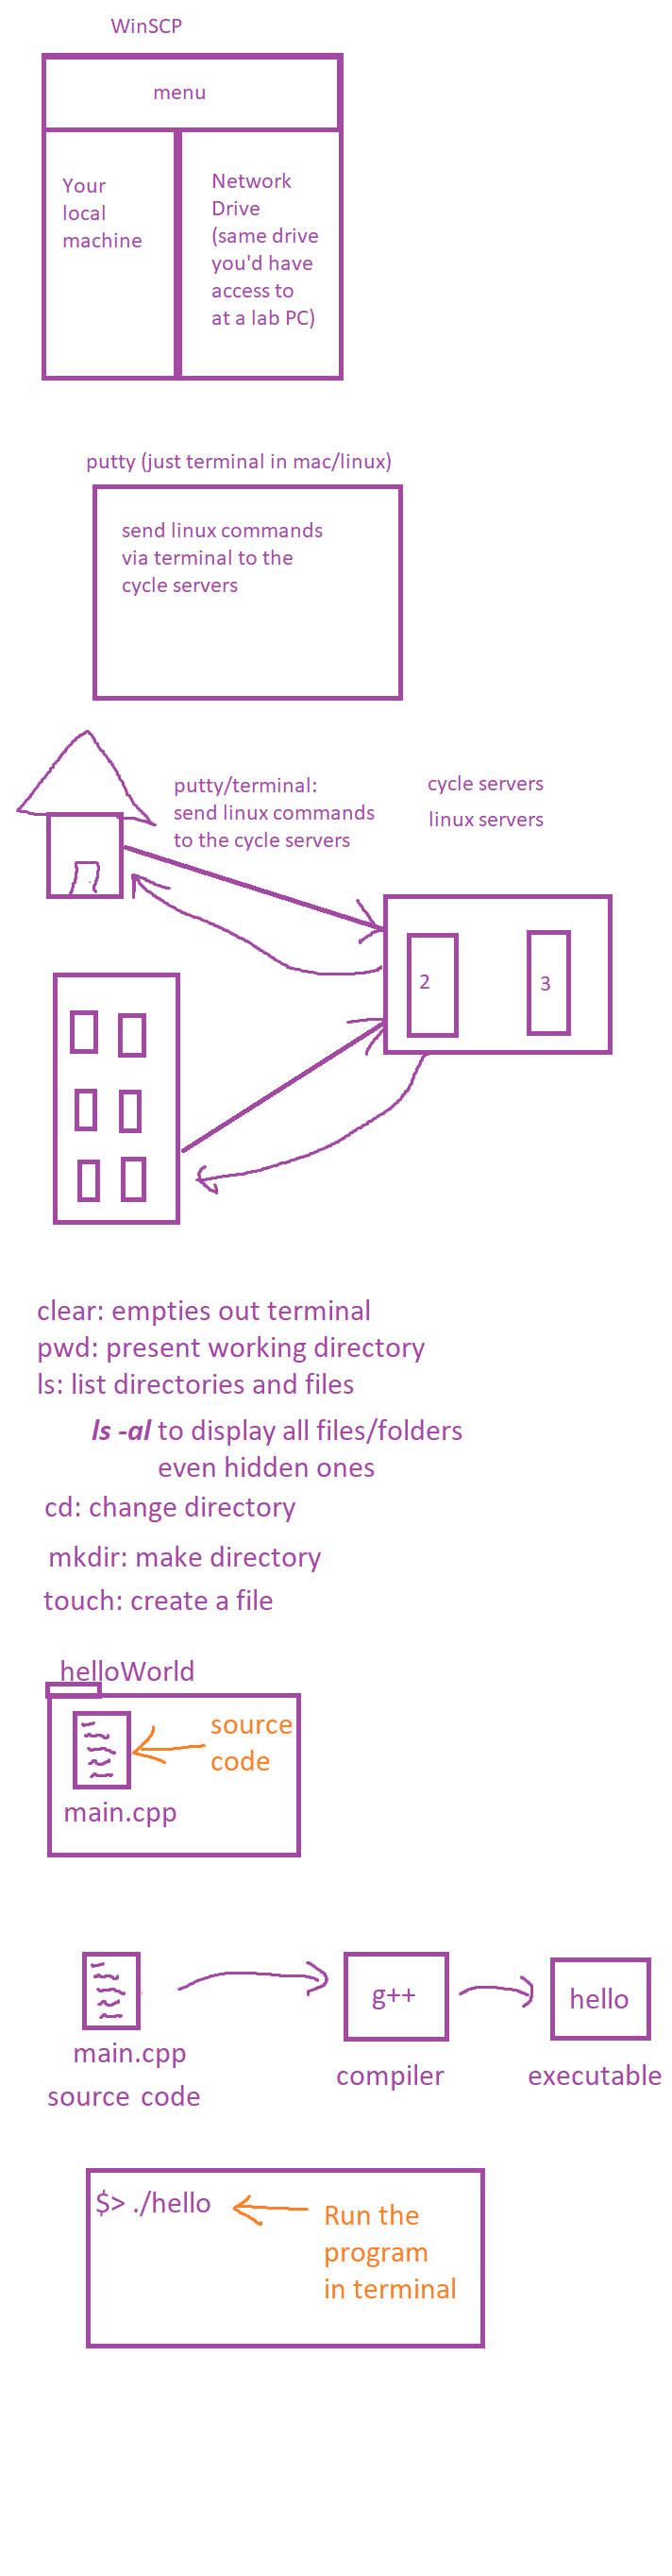 WinSCP
menu
Your
local
machine
Network
Drive
(same drive
you'd have
access to
at a lab PC)
putty (just terminal in mac/linux)
send linux commands
via terminal to the
cycle servers
putty/terminal:
send linux commands
to the cycle servers
cycle servers
linux servers
2
3
clear: empties out terminal
pwd: present working directory
ls: list directories and files
ls -al to display all files/folders
even hidden ones
cd: change directory
mkdir: make directory
touch: create a file
helloWorld
source
code
main.cpp
g++
hello
main.cpp
source code
compiler
executable
$> ./hello
Run the
program
in terminal